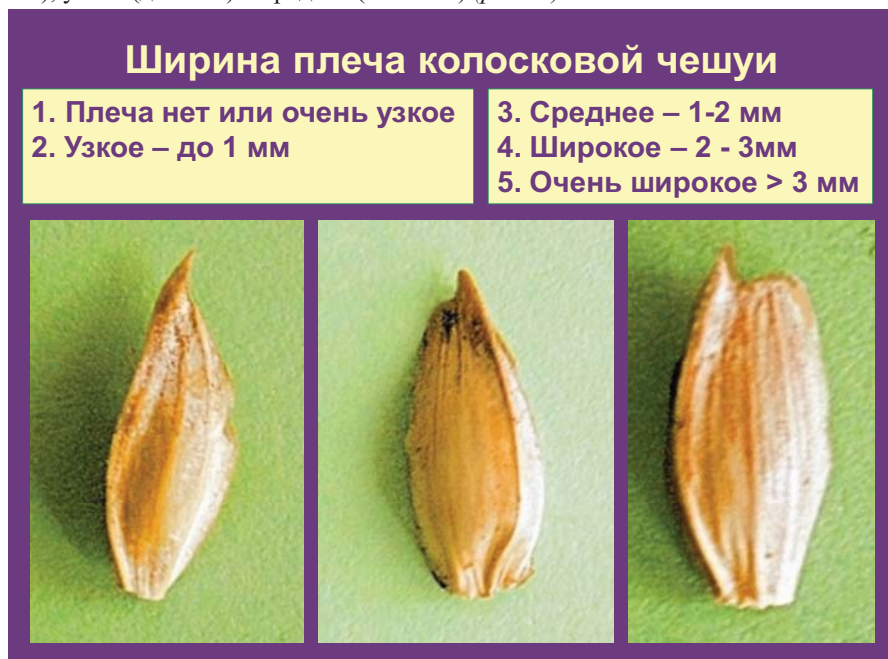 Ширина плеча колосковой чешуи
1. Плеча нет или очень узкое
2. Узкое – до 1 мм
3. Среднее – 1-2 мм
4. Широкое – 2 - 3мм
5. Очень широкое > 3 мм